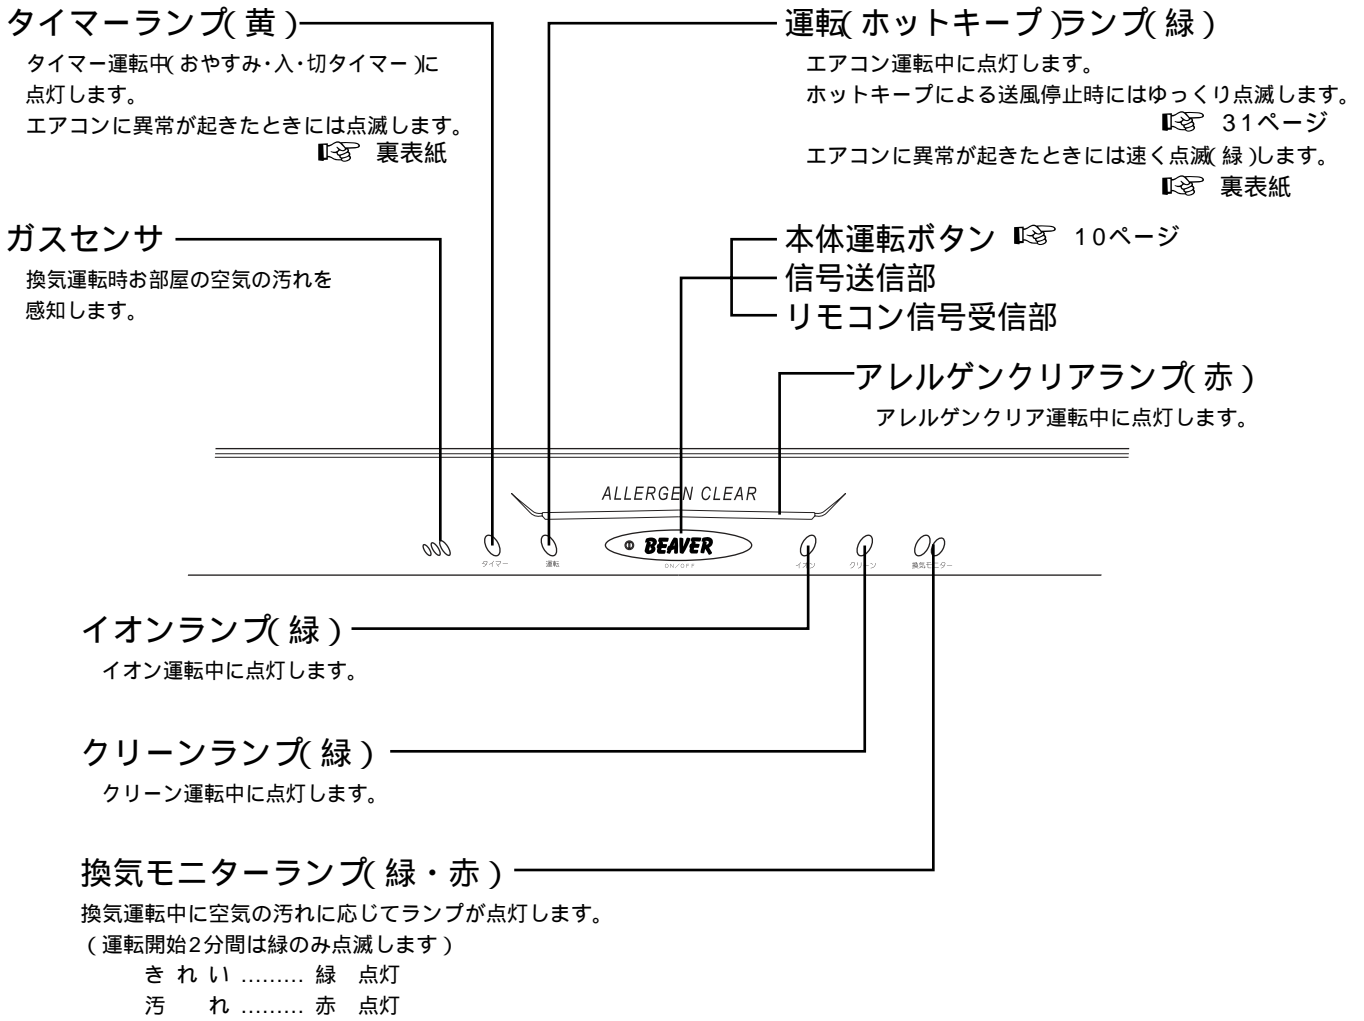 タイマーランプ(黄)
タイマー運転中(おやすみ・入・切タイマー)に
点灯します。
エアコンに異常が起きたときには点滅します。
☞ 裏表紙
ガスセンサ
換気運転時お部屋の空気の汚れを
感知します。
運転(ホットキープ)ランプ(緑)
エアコン運転中に点灯します。
ホットキープによる送風停止時にはゆっくり点滅します。
☞ 31ページ
エアコンに異常が起きたときには速く点滅(緑)します。
☞ 裏表紙
本体運転ボタン ☞ 10ページ
信号送信部
リモコン信号受信部
アレルゲンクリアランプ(赤)
アレルゲンクリア運転中に点灯します。
ALLERGEN CLEAR
BEAVER
タイマー 運転 ON/OFF イオン クリーン 換気モニター
イオンランプ(緑)
イオン運転中に点灯します。
クリーンランプ(緑)
クリーン運転中に点灯します。
換気モニターランプ(緑・赤)
換気運転中に空気の汚れに応じてランプが点灯します。
(運転開始2分間は緑のみ点滅します)
きれい ......... 緑 点灯
汚 れ ......... 赤 点灯